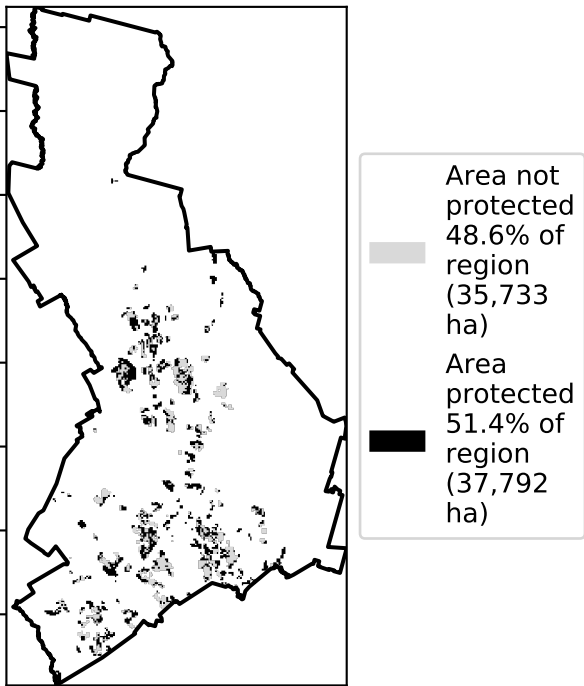 Area not
protected
48.6% of
region
(35,733
ha)
Area
protected
51.4% of
region
(37,792
ha)